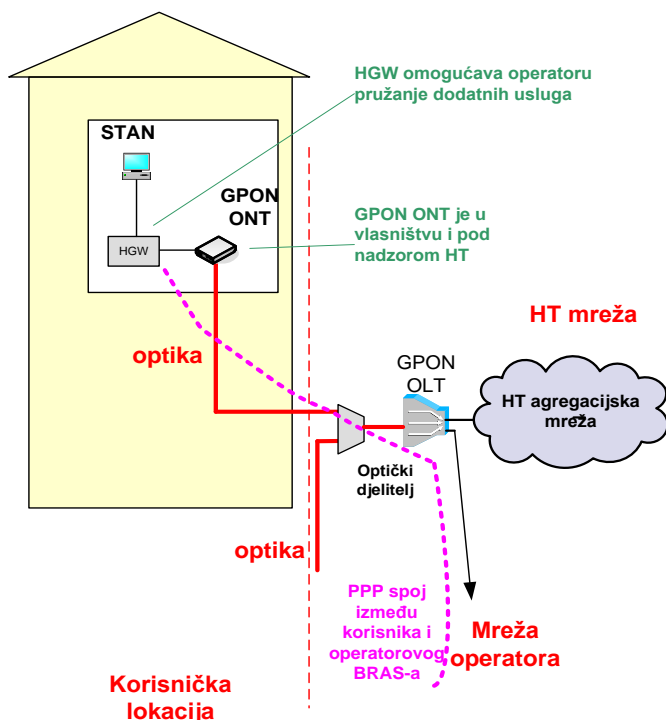 HGW omogućava operatoru
pružanje dodatnih usluga
STAN
GPON
ONT
HGW
GPON ONT je u
vlasništvu i pod
nadzorom HT
HT mreža
optika
GPON
OLT
HT agregacijska
mreža
Optički
djelitelj
optika
PPP spoj
između
korisnika i
operatorovog
BRAS-a
Mreža
operatora
Korisnička
lokacija